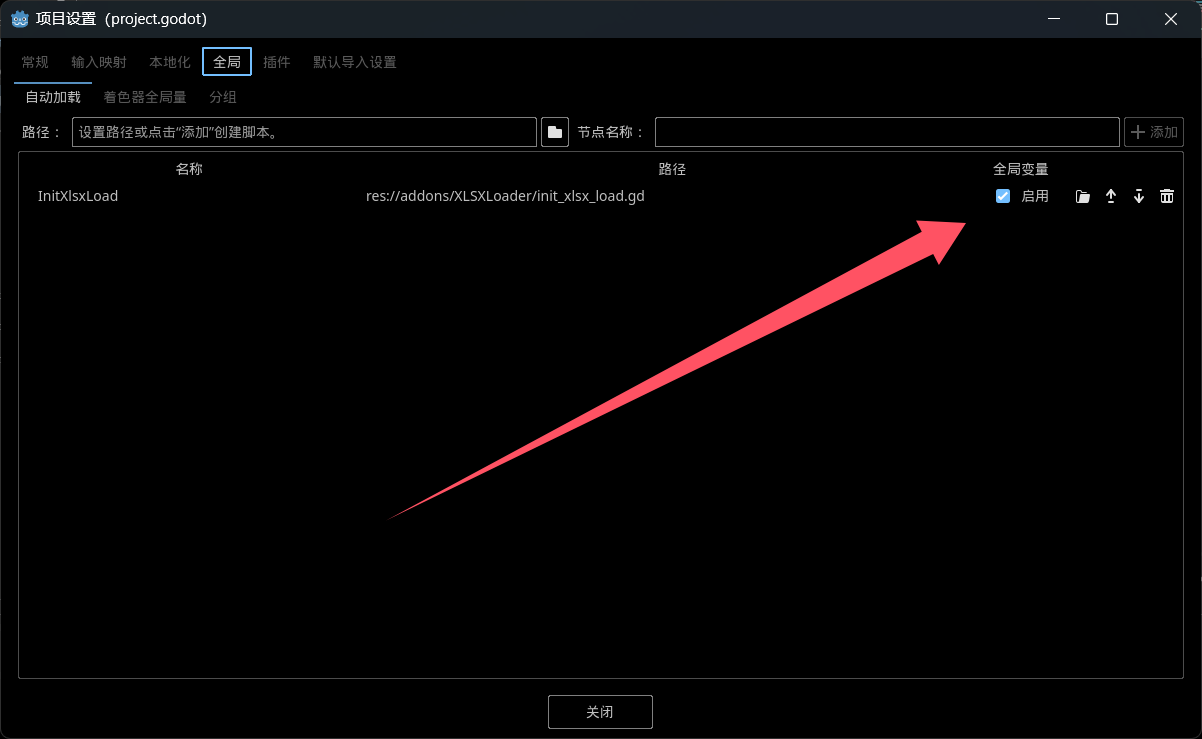 项目设置（project.godot）
常规 输入映射 本地化 全局 插件 默认导入设置
自动加载 着色器全局量 分组
路径： 设置路径或点击“添加”创建脚本。 节点名称： 添加
名称 路径 全局变量
InitXlsxLoad res://addons/XLSXLoader/init_xlsx_load.gd 启用
关闭